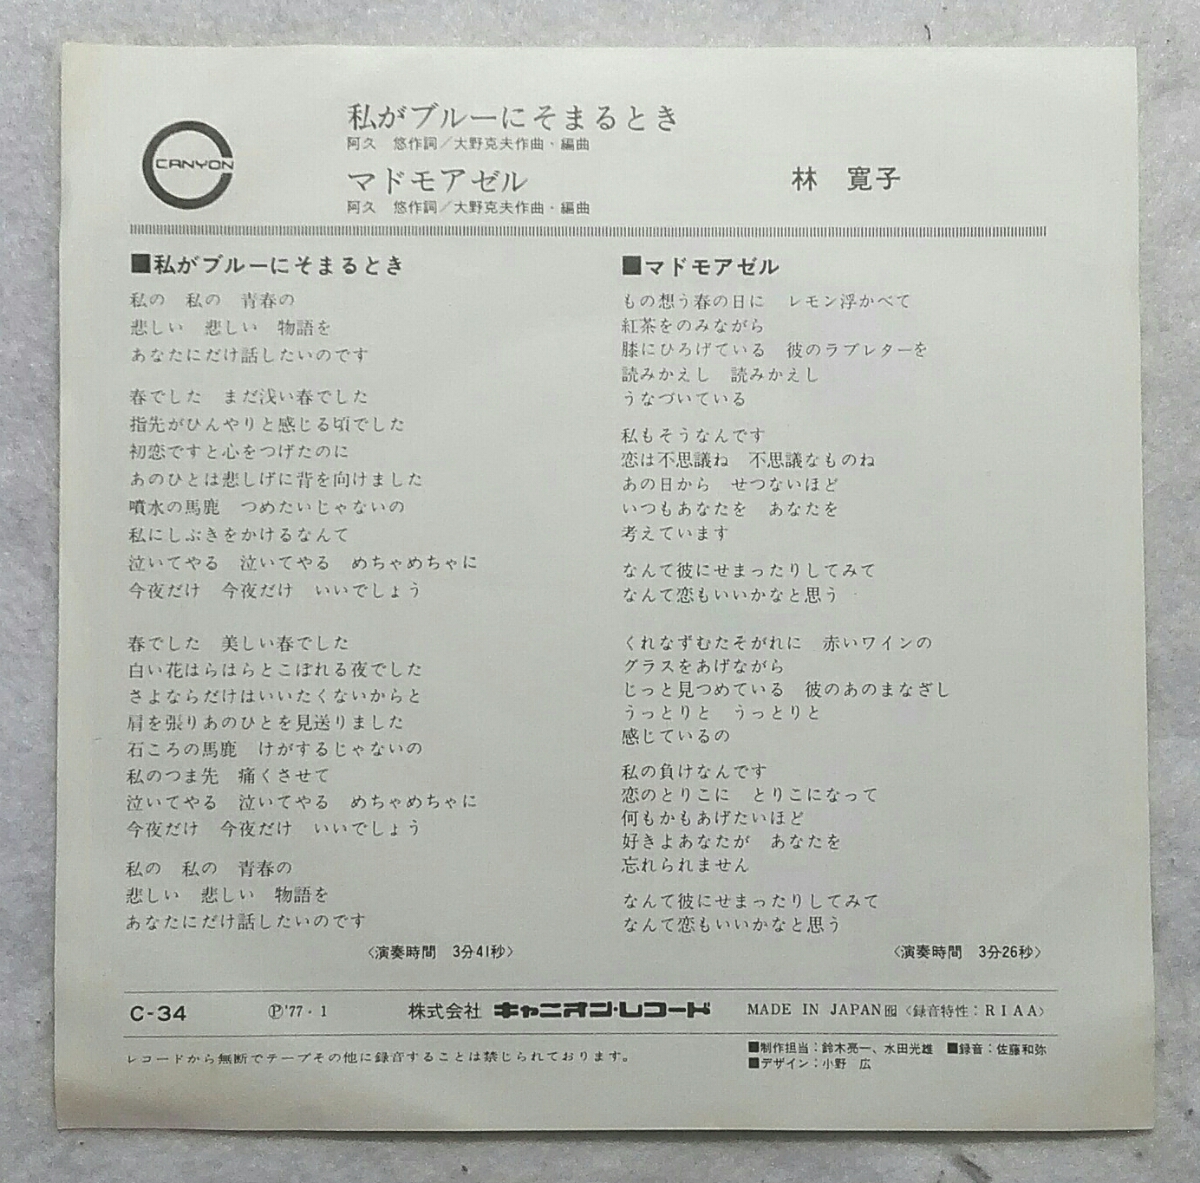 CANYON
私がブルーにそまるとき
阿久 悠作詞／大野克夫作曲・編曲
マドモアゼル
阿久 悠作詞／大野克夫作曲・編曲
林 寛子
■私がブルーにそまるとき
私の 私の 青春の
悲しい 悲しい 物語を
あなたにだけ話したいのです
春でした まだ浅い春でした
指先がひんやりと感じる頃でした
初恋ですと心をつげたのに
あのひとは悲しげに背を向けました
噴水の馬鹿 つめたいじゃないの
私にしぶきをかけるなんて
泣いてやる 泣いてやる めちゃめちゃに
今夜だけ 今夜だけ いいでしょう
春でした 美しい春でした
白い花はらはらとこぼれる夜でした
さよならだけはいいたくないからと
肩を張りあのひとを見送りました
石ころの馬鹿 けがするじゃないの
私のつま先 痛くさせて
泣いてやる 泣いてやる めちゃめちゃに
今夜だけ 今夜だけ いいでしょう
私の 私の 青春の
悲しい 悲しい 物語を
あなたにだけ話したいのです
〈演奏時間 3分41秒〉
■マドモアゼル
もの想う春の日に レモン浮かべて
紅茶をのみながら
膝にひろげている 彼のラブレターを
読みかえし 読みかえし
うなづいている
私もそうなんです
恋は不思議ね 不思議なものね
あの日から せつないほど
いつもあなたを あなたを
考えています
なんて彼にせまったりしてみて
なんて恋もいいかなと思う
くれなずむたそがれに 赤いワインの
グラスをあげながら
じっと見つめている 彼のあのまなざし
うっとりと うっとりと
感じているの
私の負けなんです
恋のとりこに とりこになって
何もかもあげたいほど
好きよあなたが あなたを
忘れられません
なんて彼にせまったりしてみて
なんて恋もいいかなと思う
〈演奏時間 3分26秒〉
C-34 Ⓟ'77・1 株式会社 キャニオン・レコード MADE IN JAPAN 〈録音特性：RIAA〉
レコードから無断でテープその他に録音することは禁じられております。
■制作担当：鈴木亮一、水田光雄 ■録音：佐藤和弥
■デザイン：小野 広